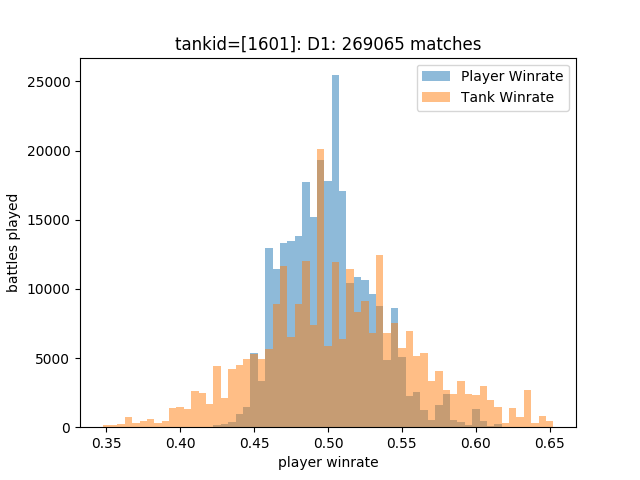 tankid=[1601]: D1: 269065 matches
Player Winrate
Tank Winrate
25000
20000
15000
10000
5000
0
battles played
0.35 0.40 0.45 0.50 0.55 0.60 0.65
player winrate